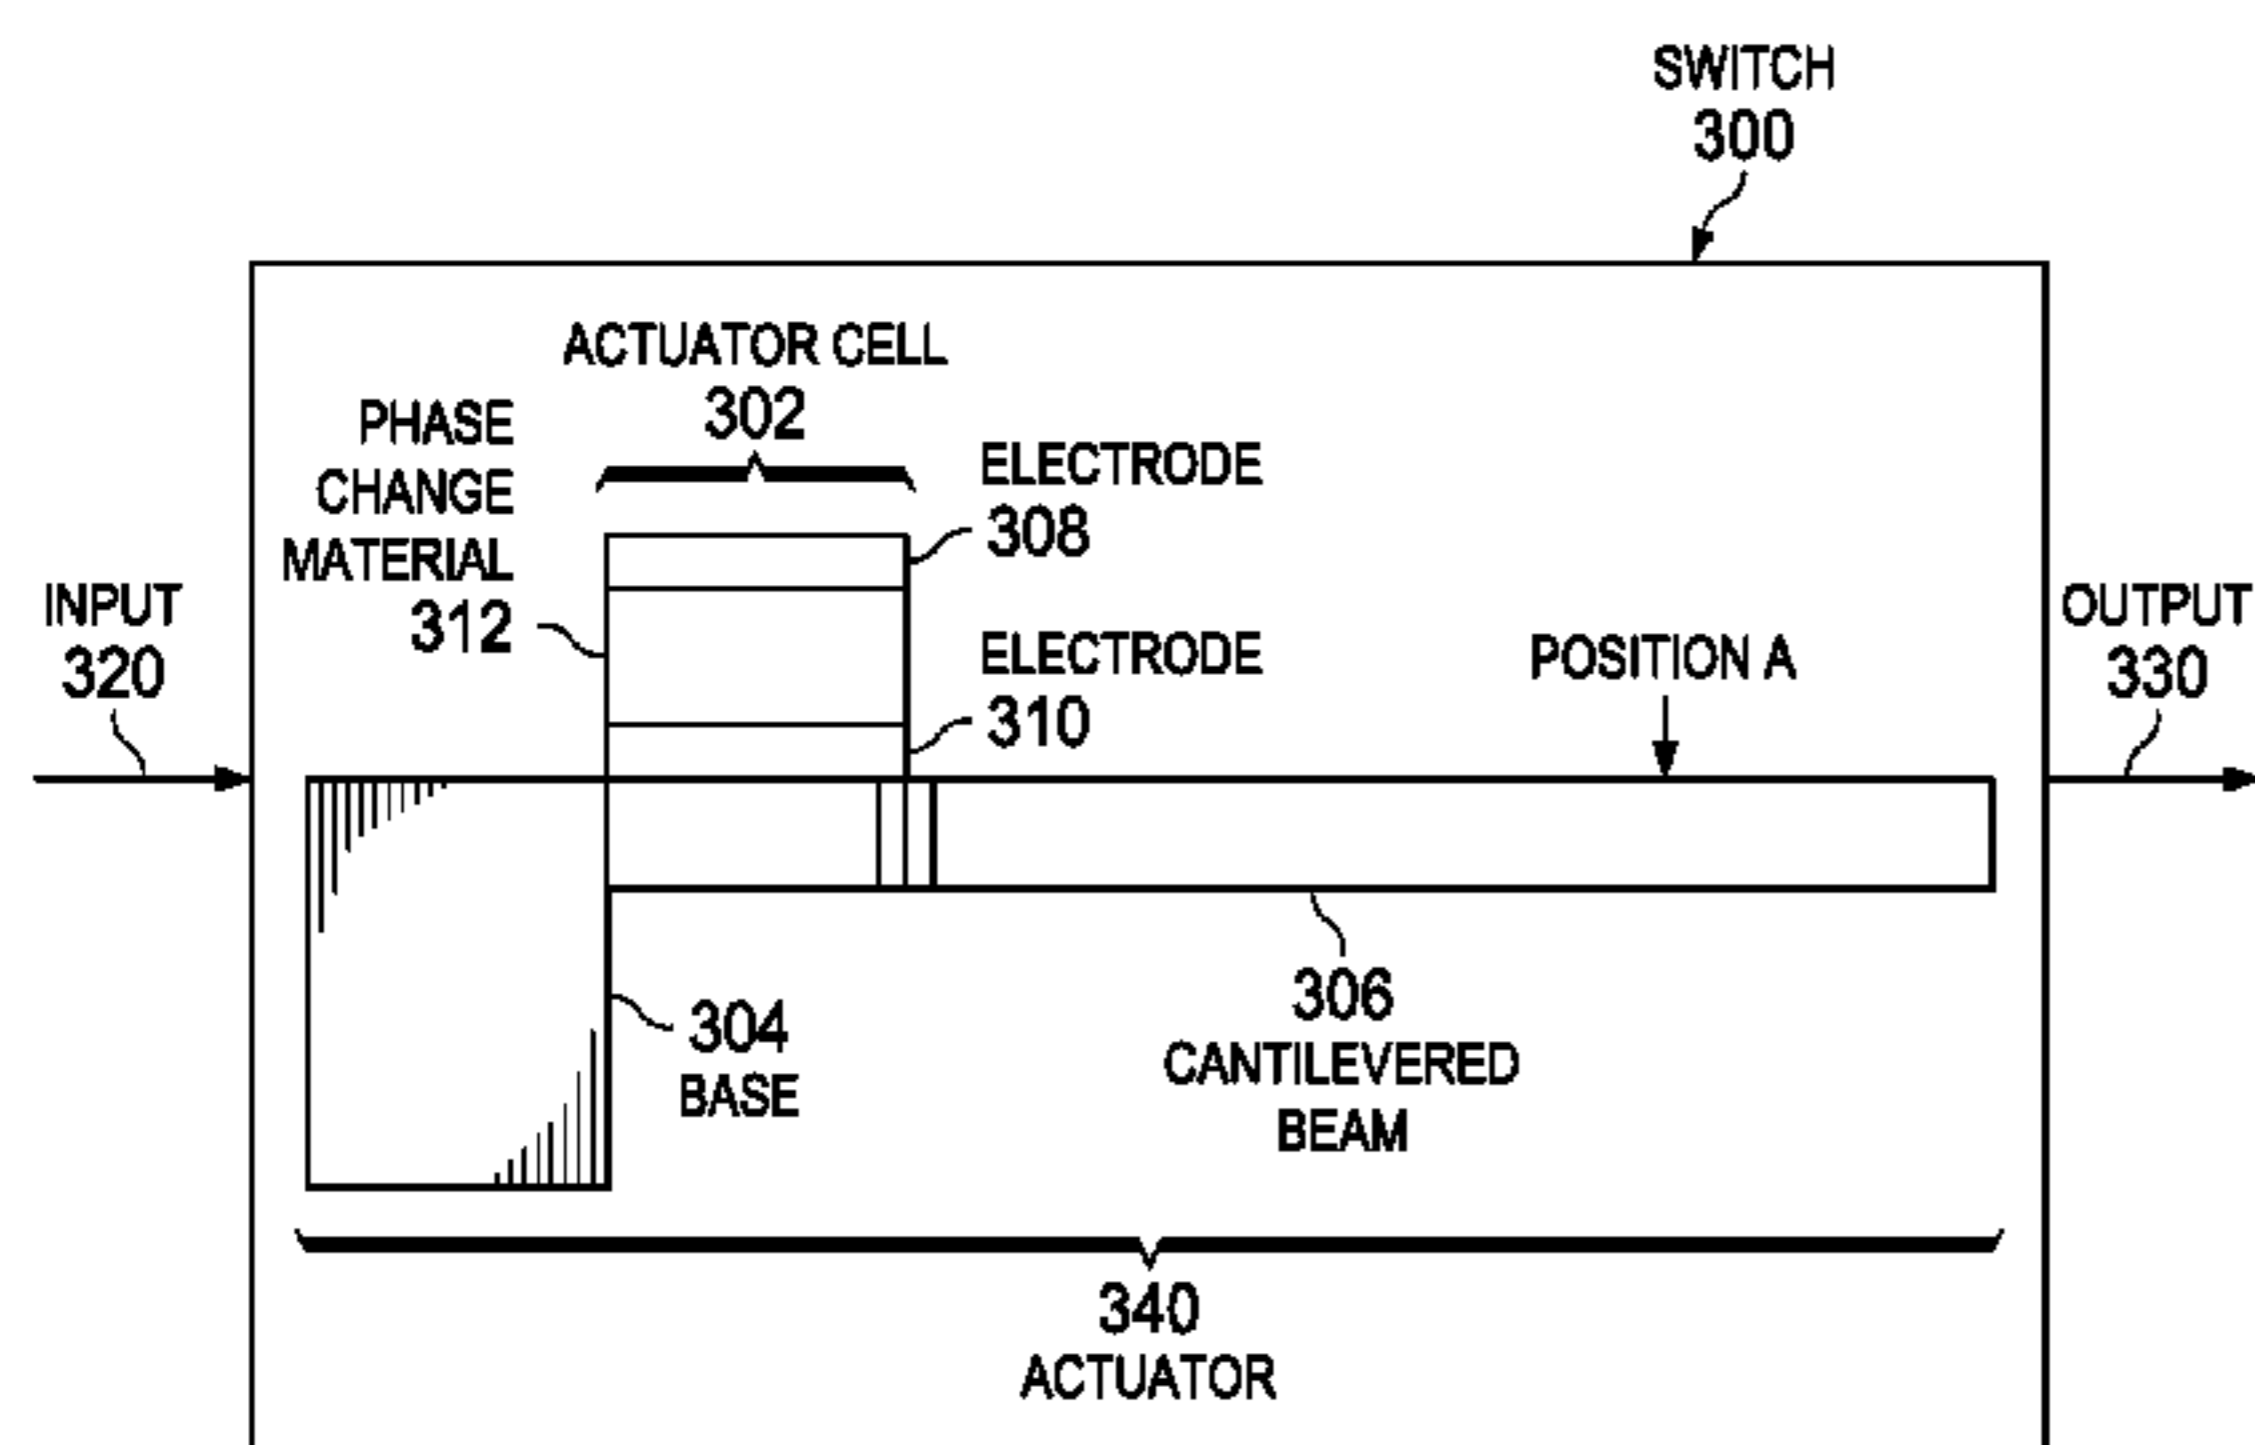 SWITCH
300
ACTUATOR CELL
302
PHASE
CHANGE
MATERIAL
312
ELECTRODE
308
ELECTRODE
310
INPUT
320
POSITION A
OUTPUT
330
304
BASE
306
CANTILEVERED
BEAM
340
ACTUATOR